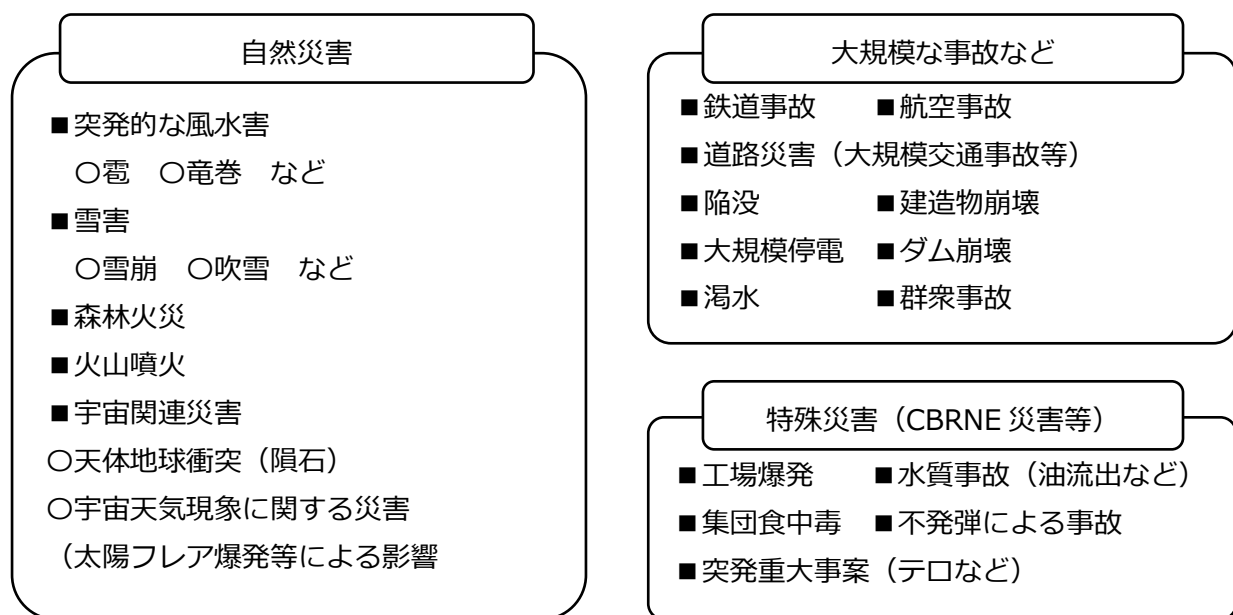 自然災害
■突発的な風水害
〇雹　〇竜巻　など
■雪害
〇雪崩　〇吹雪　など
■森林火災
■火山噴火
■宇宙関連災害
〇天体地球衝突（隕石）
〇宇宙天気現象に関する災害
（太陽フレア爆発等による影響
大規模な事故など
■鉄道事故　■航空事故
■道路災害（大規模交通事故等）
■陥没　■建造物崩壊
■大規模停電　■ダム崩壊
■渇水　■群衆事故
特殊災害（CBRNE 災害等）
■工場爆発　■水質事故（油流出など）
■集団食中毒　■不発弾による事故
■突発重大事案（テロなど）